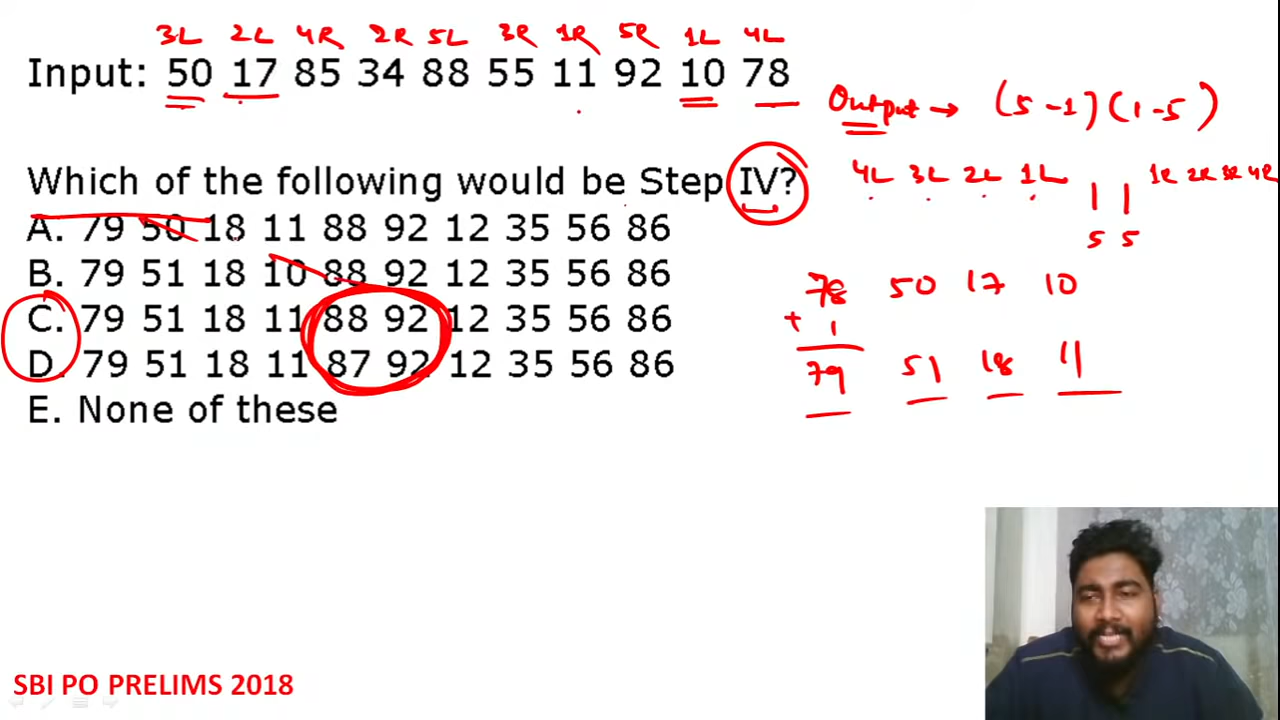 3L 2L 4R 2R 5L 3R 1R 5R 1L 4L
Input: 50 17 85 34 88 55 11 92 10 78
Output → (5-1)(1-5)
Which of the following would be Step IV?
4L 3L 2L 1L | | 1R 2R 3R 4R
5 5
A. 79 50 18 11 88 92 12 35 56 86
B. 79 51 18 10 88 92 12 35 56 86
C. 79 51 18 11 88 92 12 35 56 86
D. 79 51 18 11 87 92 12 35 56 86
E. None of these
78 50 17 10
+ 1
79 51 18 11
SBI PO PRELIMS 2018